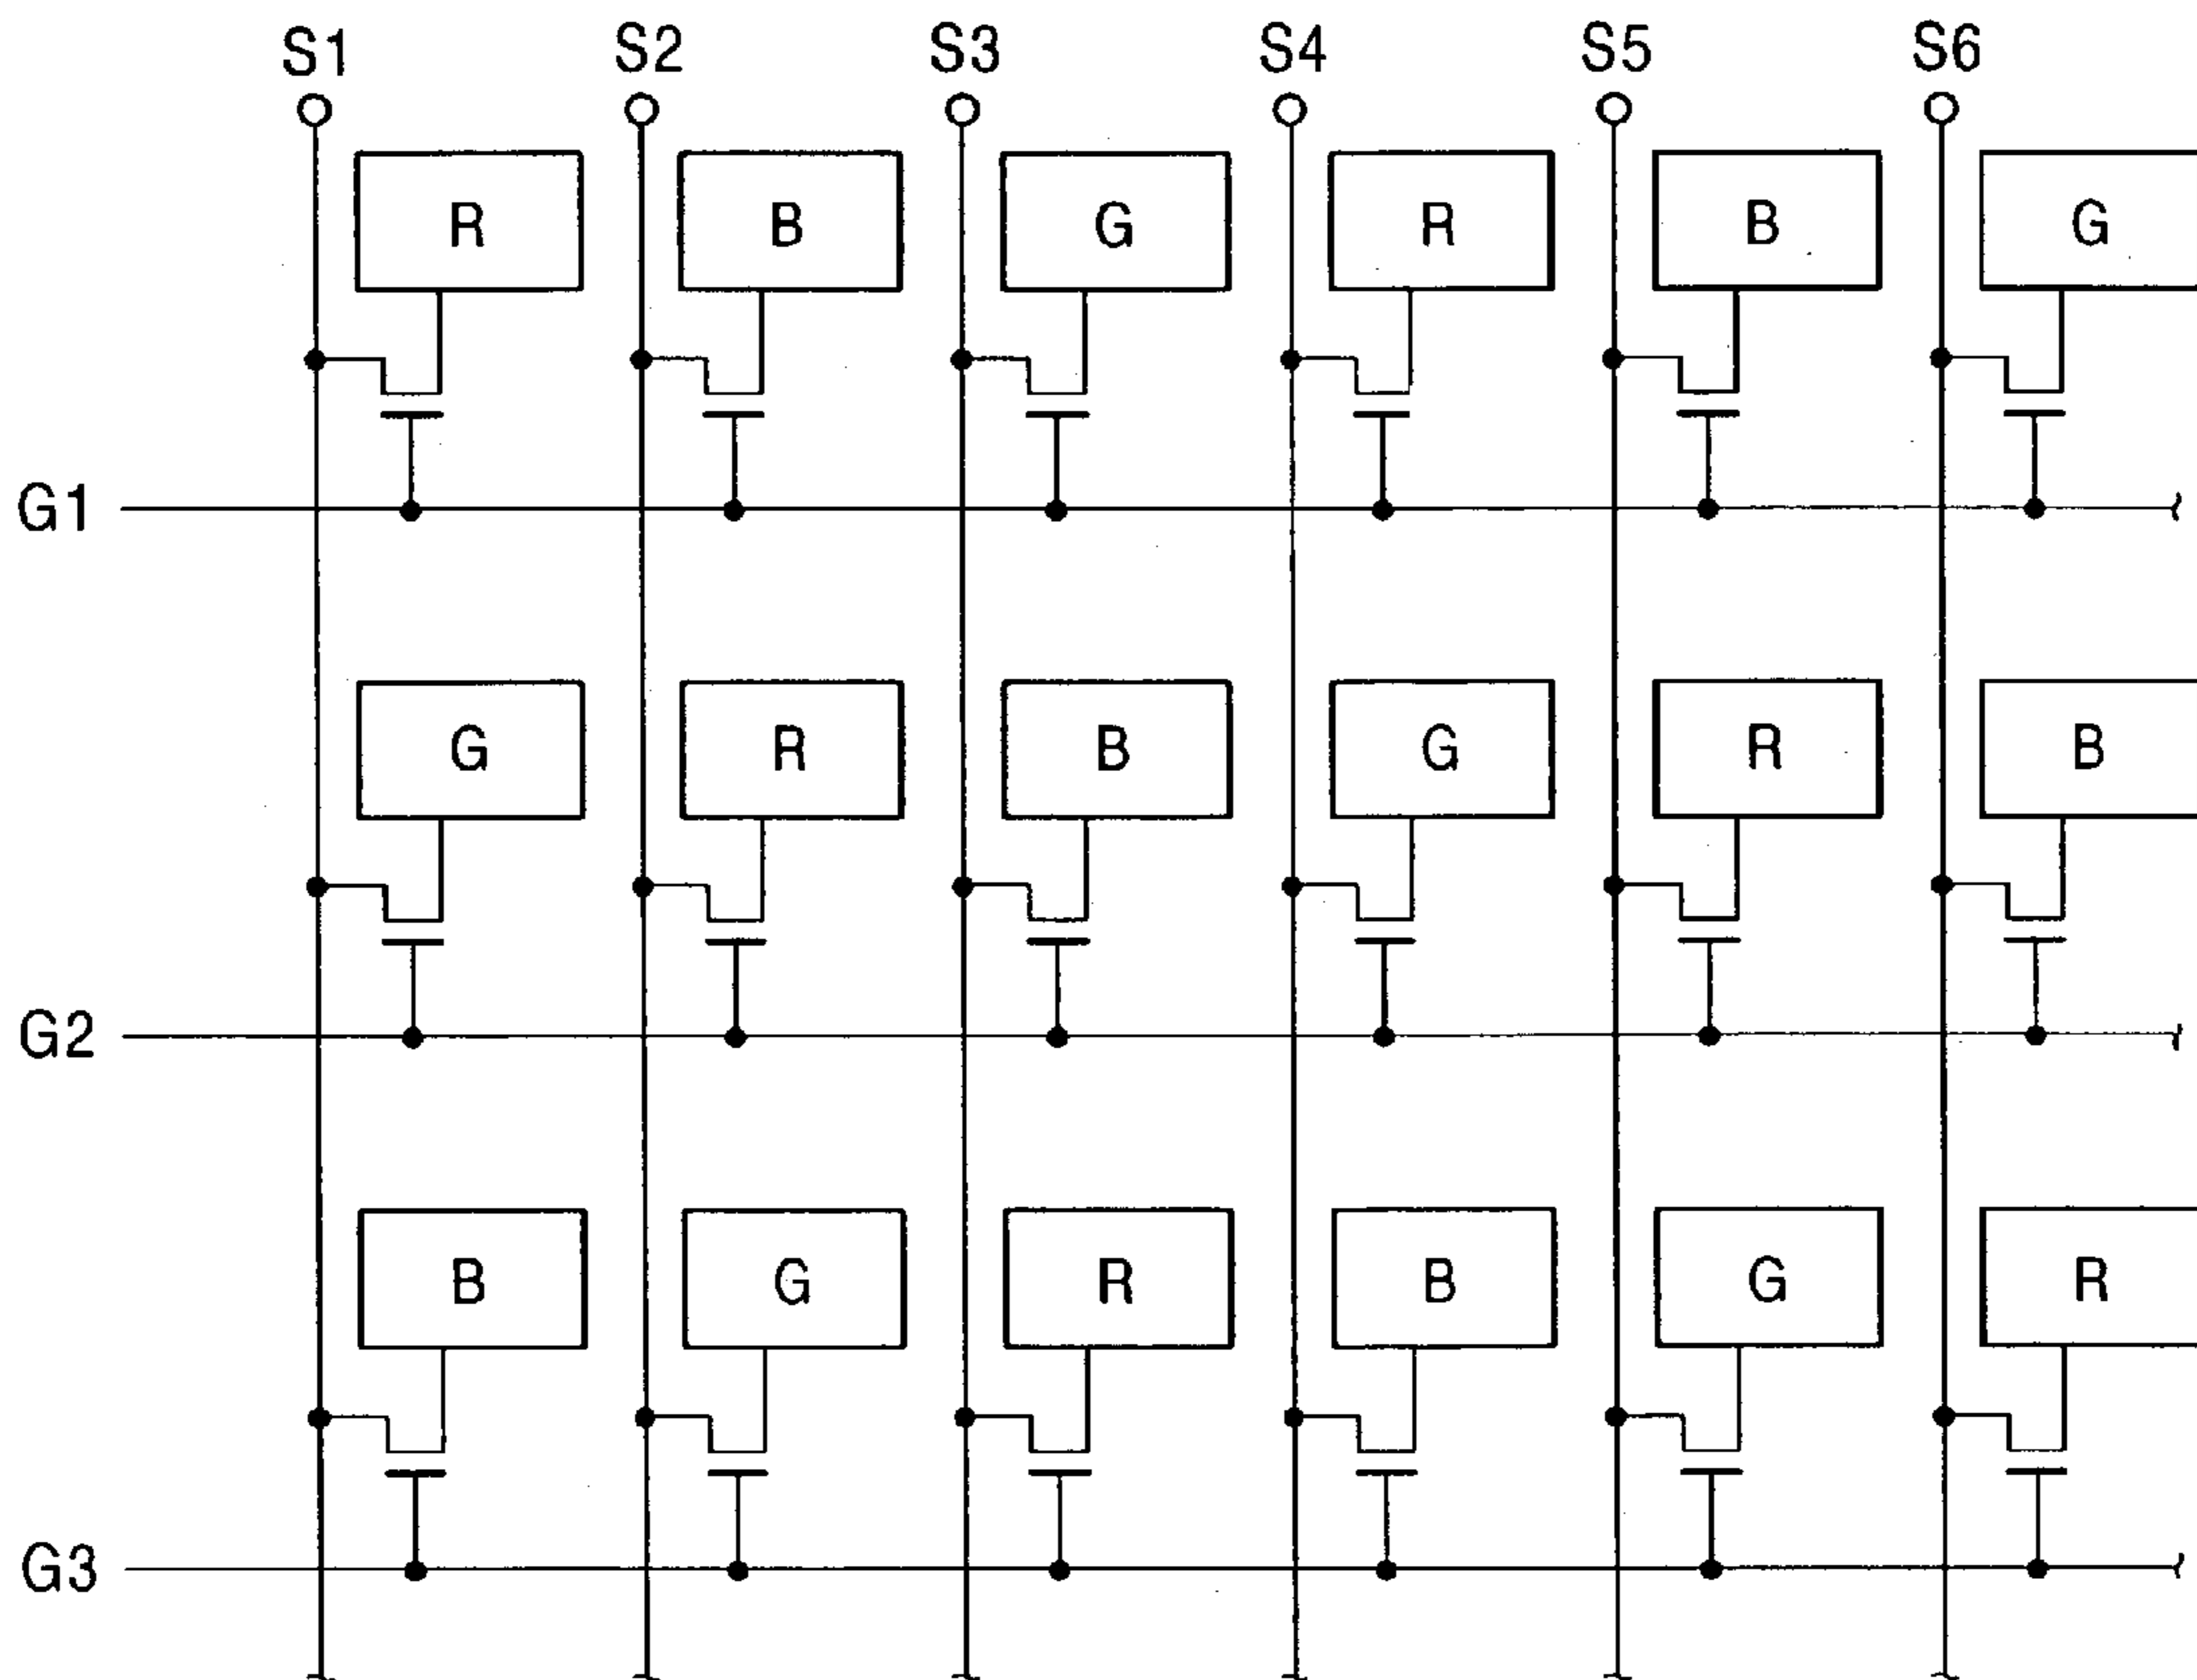 S1 S2 S3 S4 S5 S6
R B G R B G
G1
G R B G R B
G2
B G R B G R
G3